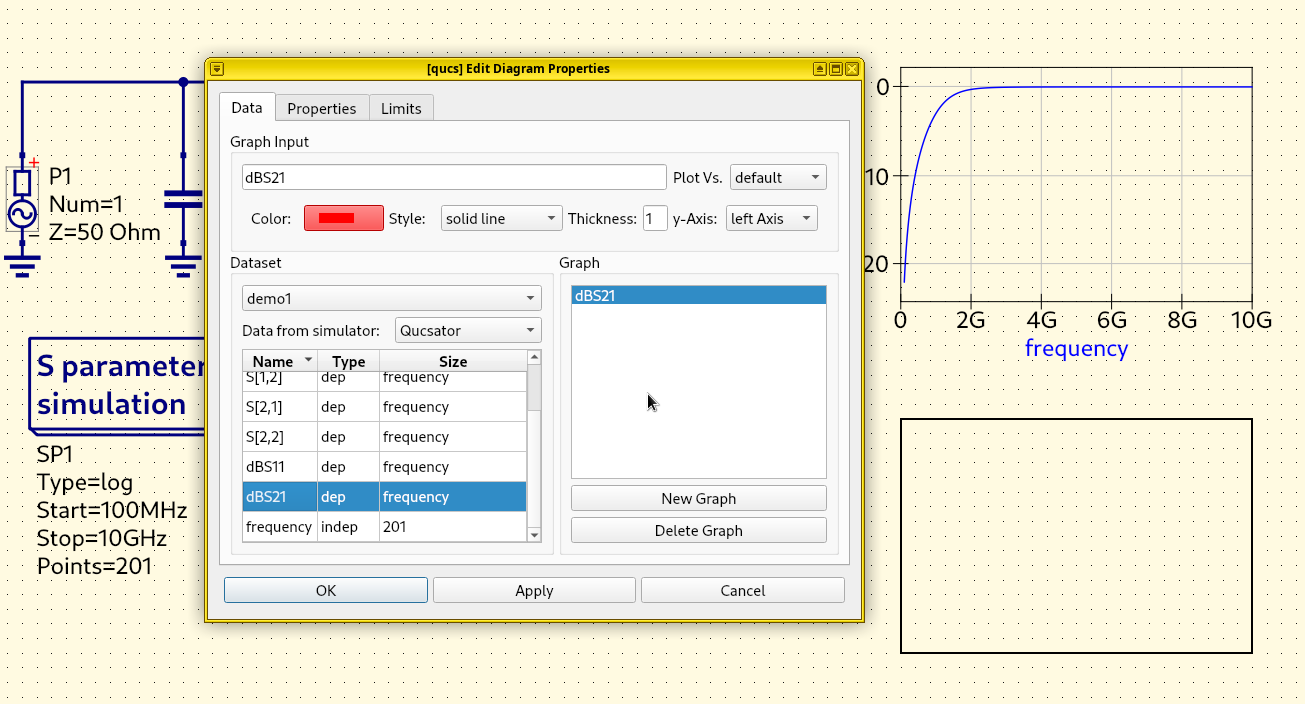 [qucs] Edit Diagram Properties
Data Properties Limits
Graph Input
dBS21 Plot Vs. default
Color: Style: solid line Thickness: 1 y-Axis: left Axis
Dataset
demo1
Data from simulator: Qucsator
Name Type Size
S[1,2] dep frequency
S[2,1] dep frequency
S[2,2] dep frequency
dBS11 dep frequency
dBS21 dep frequency
frequency indep 201
Graph
dBS21
New Graph
Delete Graph
OK Apply Cancel
+
P1
Num=1
Z=50 Ohm
S parameter
simulation
SP1
Type=log
Start=100MHz
Stop=10GHz
Points=201
0
10
20
0 2G 4G 6G 8G 10G
frequency